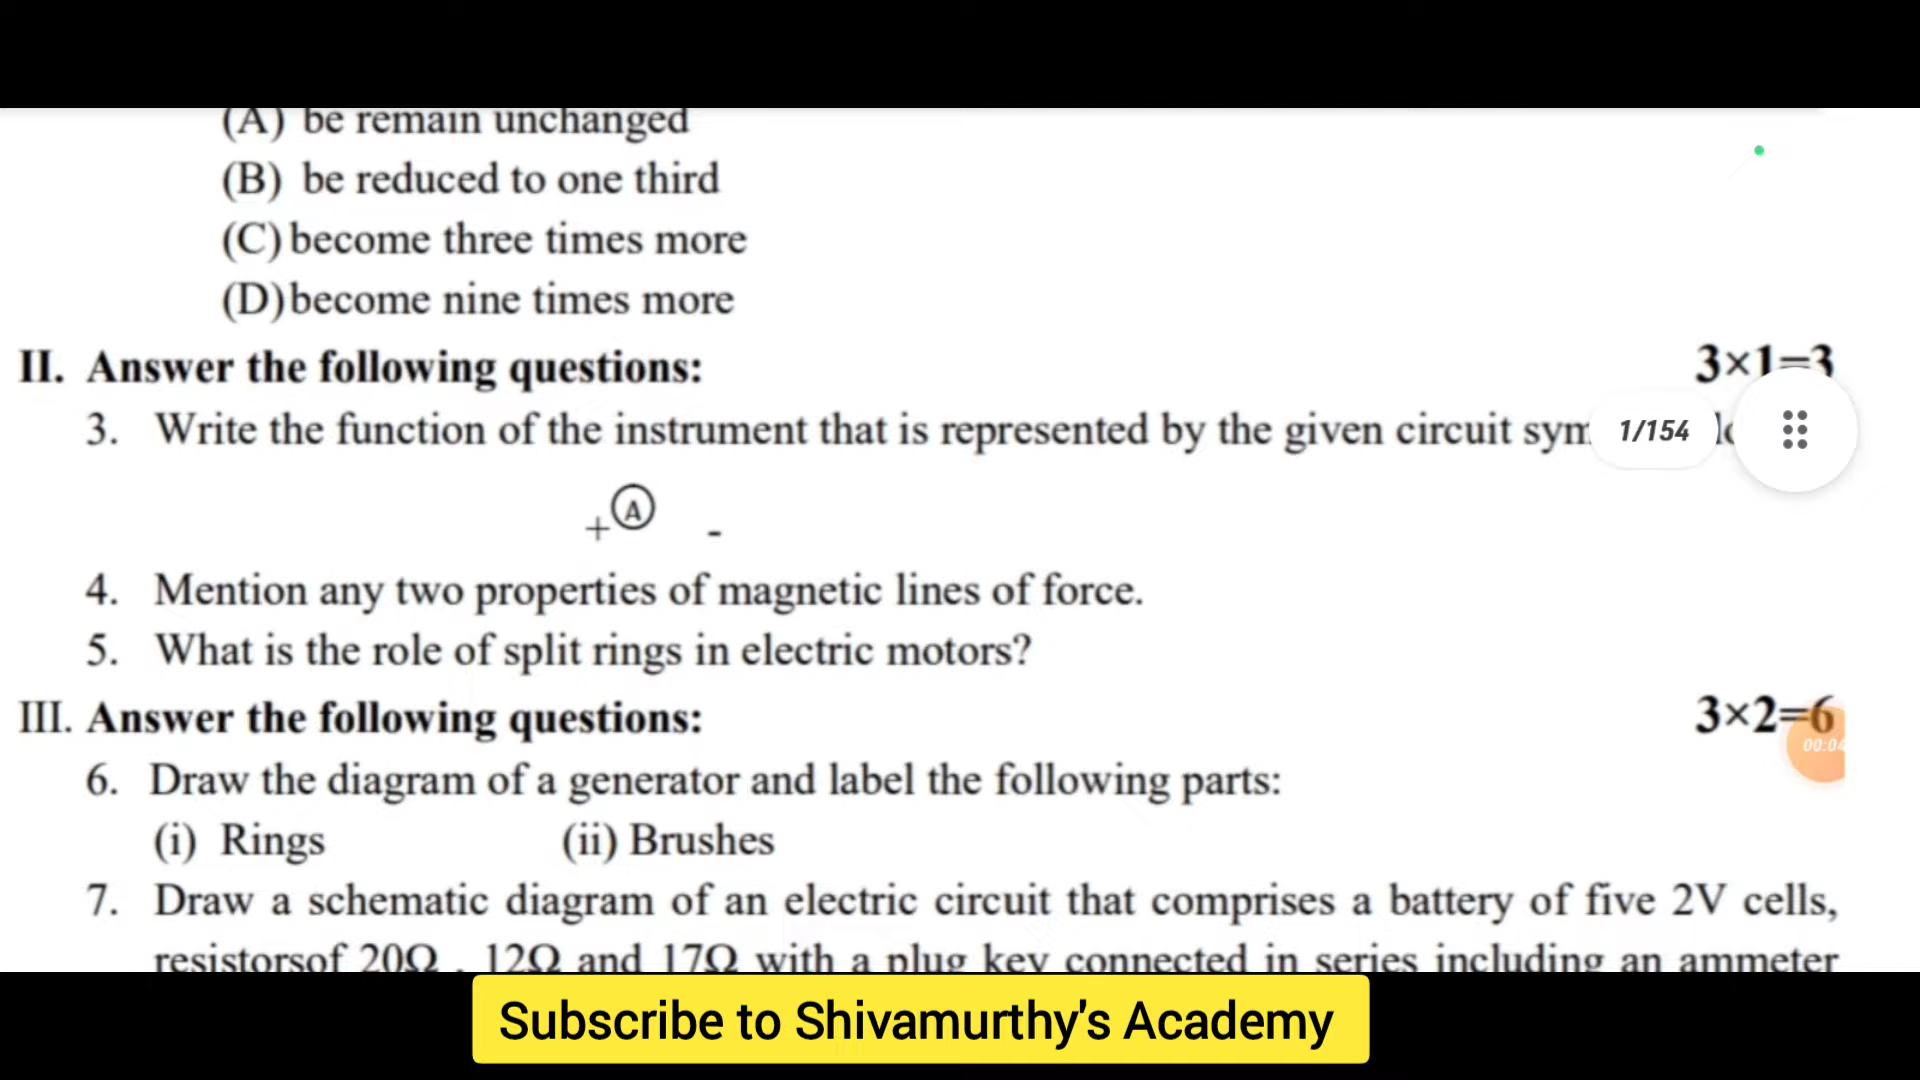 (A) be remain unchanged
(B) be reduced to one third
(C) become three times more
(D) become nine times more
II. Answer the following questions: 3×1=3
3. Write the function of the instrument that is represented by the given circuit
1/154
+ A -
4. Mention any two properties of magnetic lines of force.
5. What is the role of split rings in electric motors?
III. Answer the following questions: 3×2=6
00:04
6. Draw the diagram of a generator and label the following parts:
(i) Rings (ii) Brushes
7. Draw a schematic diagram of an electric circuit that comprises a battery of five 2V cells,
resistorsof 20Ω , 12Ω and 17Ω with a plug key connected in series including an ammeter
Subscribe to Shivamurthy's Academy